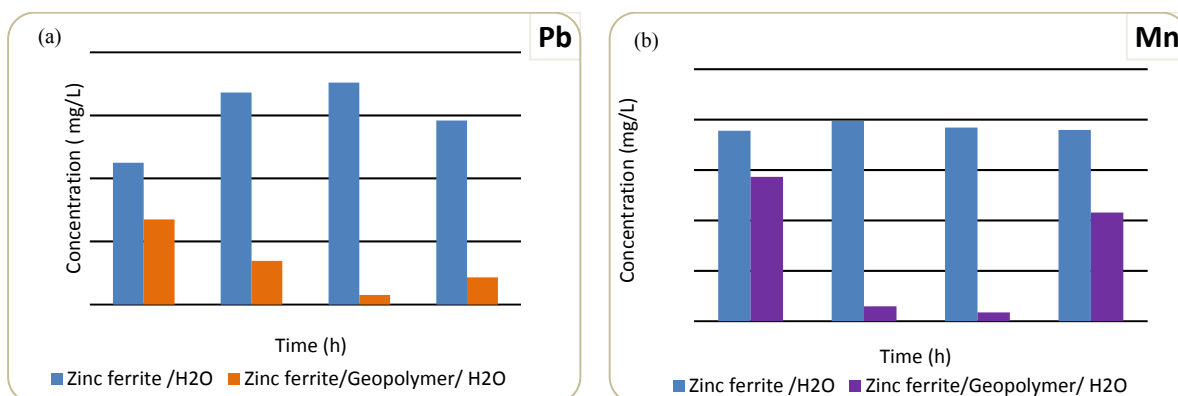 (a)
Pb
Concentration ( mg/L)
Time (h)
Zinc ferrite /H2O Zinc ferrite/Geopolymer/ H2O
(b)
Mn
Concentration (mg/L)
Time (h)
Zinc ferrite /H2O Zinc ferrite/Geopolymer/ H2O